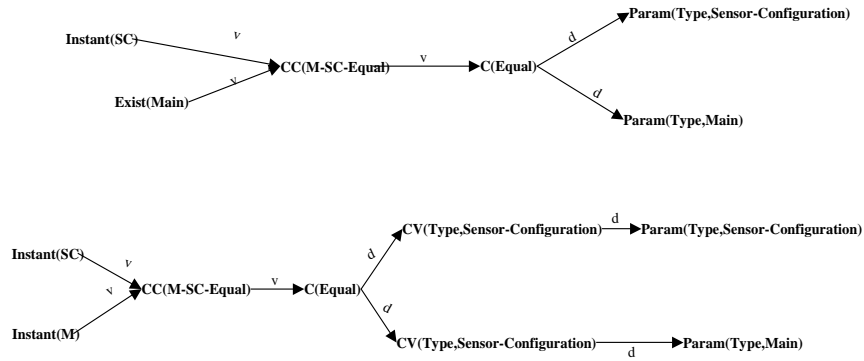 Param(Type,Sensor-Configuration)
Instant(SC)
v
d
v
CC(M-SC-Equal)
v
C(Equal)
v
d
Exist(Main)
Param(Type,Main)
CV(Type,Sensor-Configuration)
d
Param(Type,Sensor-Configuration)
Instant(SC)
v
d
v
CC(M-SC-Equal)
v
C(Equal)
d
Instant(M)
CV(Type,Sensor-Configuration)
d
Param(Type,Main)